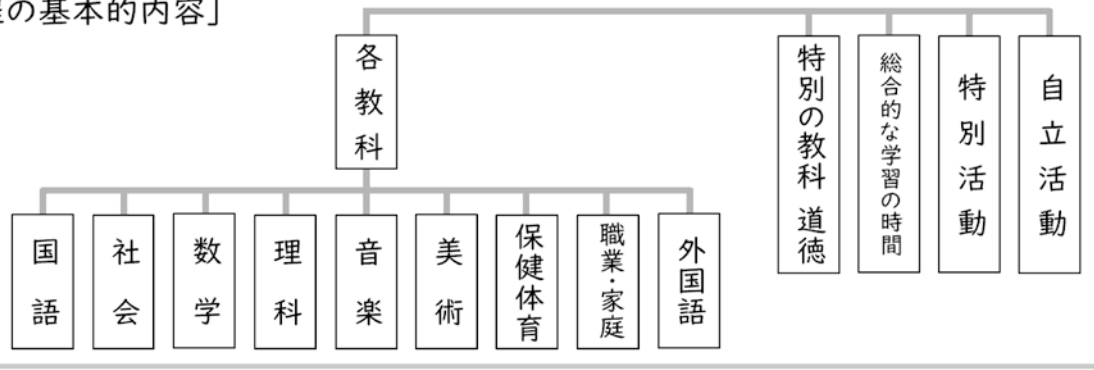 程の基本的内容］
各教科
特別の教科 道徳
総合的な学習の時間
特別活動
自立活動
国語
社会
数学
理科
音楽
美術
保健体育
職業・家庭
外国語